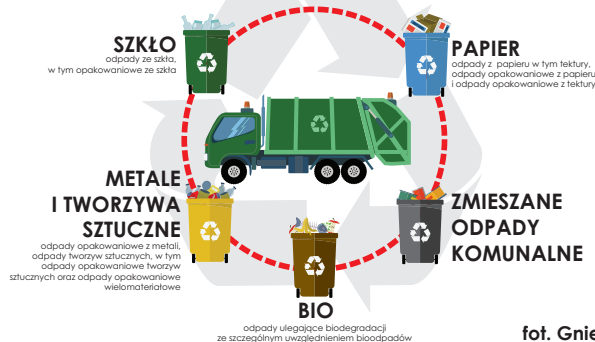 SZKŁO
odpady ze szkła,
w tym opakowaniowe ze szkła
PAPIER
odpady z papieru w tym tektury,
odpady opakowaniowe z papieru
i odpady opakowaniowe z tektury
METALE
I TWORZYWA
SZTUCZNE
odpady opakowaniowe z metali,
odpady tworzyw sztucznych, w tym
odpady opakowaniowe tworzyw
sztucznych oraz odpady opakowaniowe
wielomateriałowe
ZMIESZANE
ODPADY
KOMUNALNE
BIO
odpady ulegające biodegradacji
ze szczególnym uwzględnieniem bioodpadów
fot. Gnie